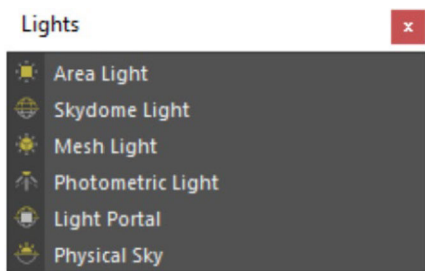 Lights
x
Area Light
Skydome Light
Mesh Light
Photometric Light
Light Portal
Physical Sky